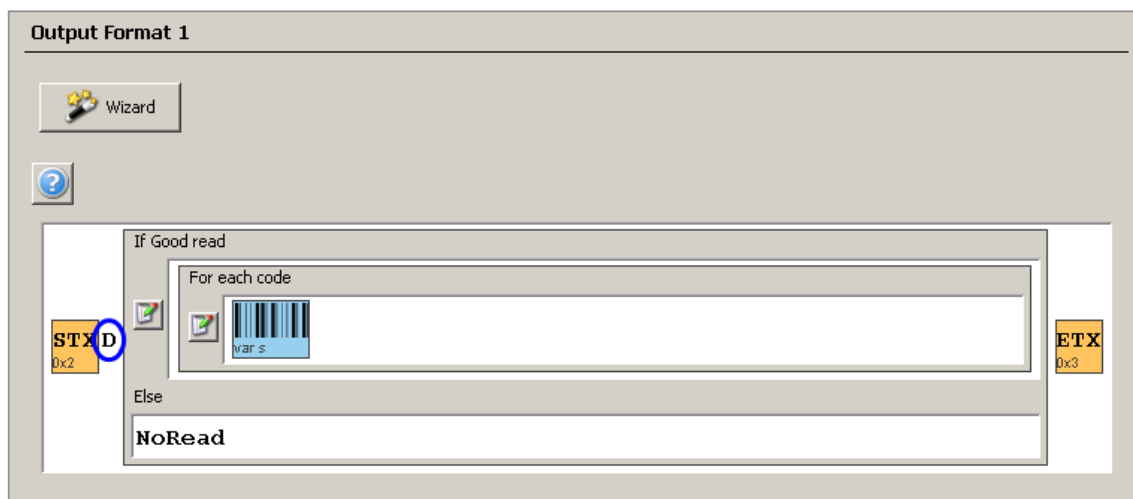 Output Format 1
Wizard
If Good read
For each code
STX D
0x2
var s
ETX
0x3
Else
NoRead